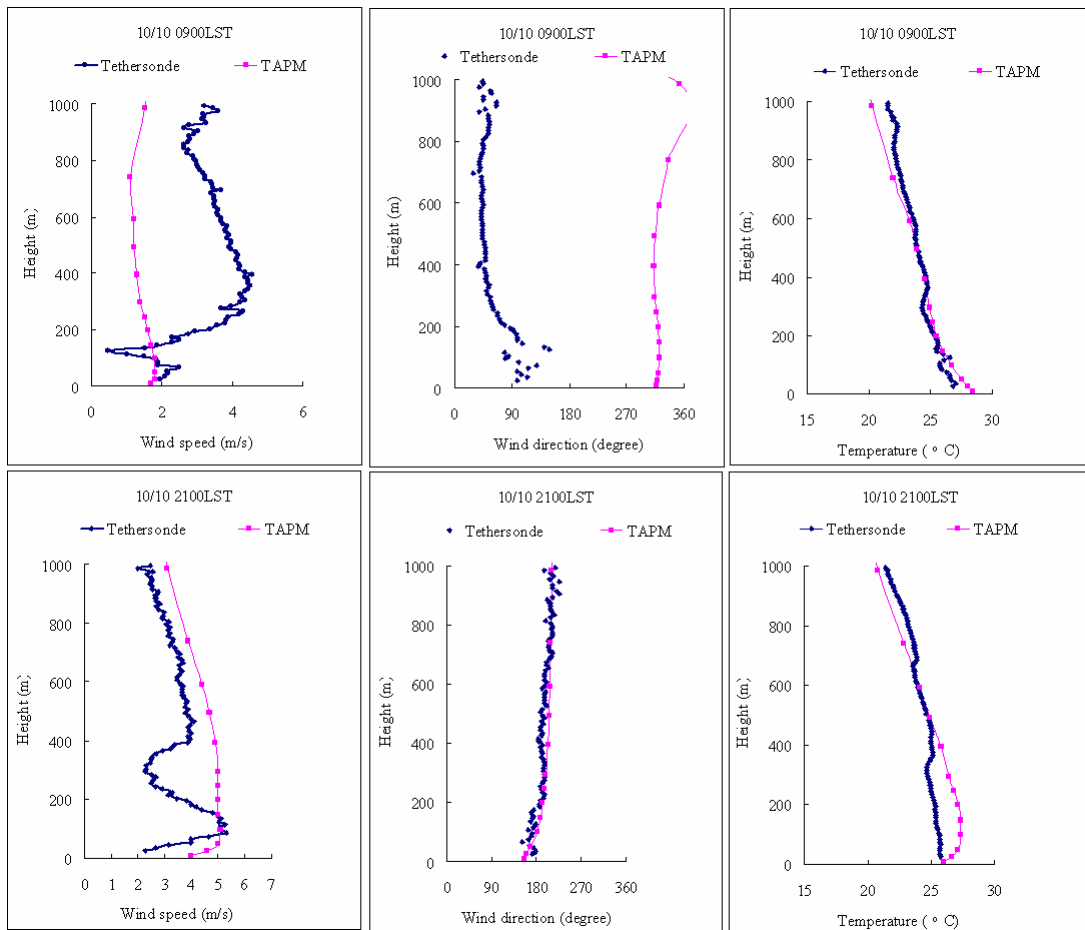 10/10 0900LST
Tethersonde TAPM
1000
800
600
400
200
0
Height (m)
0 2 4 6
Wind speed (m/s)
10/10 0900LST
Tethersonde TAPM
1000
800
600
400
200
0
Height (m)
0 90 180 270 360
Wind direction (degree)
10/10 0900LST
Tethersonde TAPM
1000
800
600
400
200
0
Height (m)
15 20 25 30
Temperature ( ° C)
10/10 2100LST
Tethersonde TAPM
1000
800
600
400
200
0
Height (m)
0 1 2 3 4 5 6 7
Wind speed (m/s)
10/10 2100LST
Tethersonde TAPM
1000
800
600
400
200
0
Height (m)
0 90 180 270 360
Wind direction (degree)
10/10 2100LST
Tethersonde TAPM
1000
800
600
400
200
0
Height (m)
15 20 25 30
Temperature ( ° C)